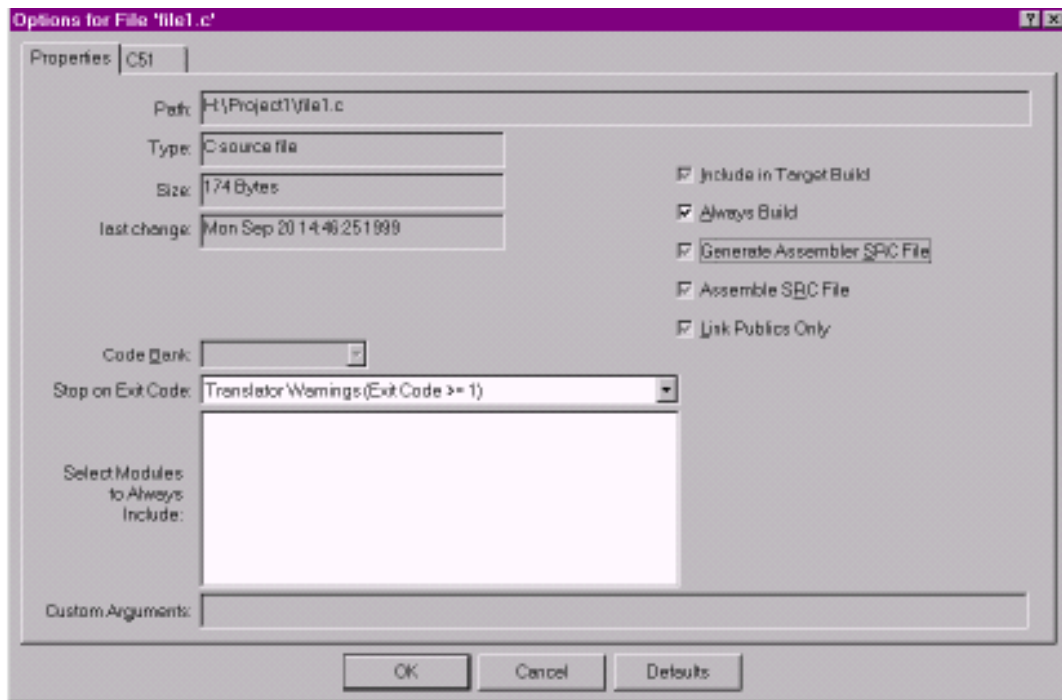 Options for File 'file1.c'
Properties
C51
Path: H:\Project1\file1.c
Type: C source file
Size: 174 Bytes
last change: Mon Sep 20 14:46:25 1999
Include in Target Build
Always Build
Generate Assembler SRC File
Assemble SRC File
Link Publics Only
Code Bank:
Stop on Exit Code: Translator Warnings (Exit Code >= 1)
Select Modules
to Always
Include:
Custom Arguments:
OK
Cancel
Defaults